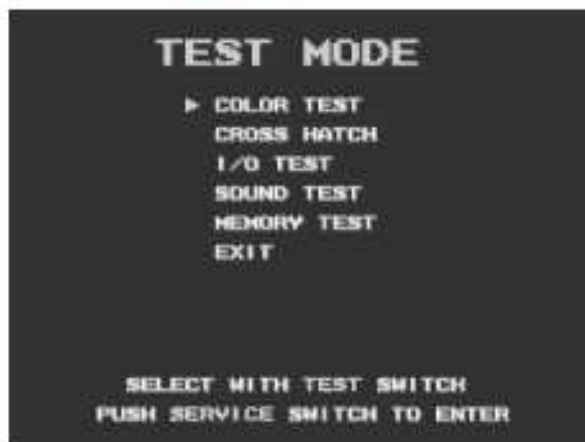 TEST MODE
▶ COLOR TEST
CROSS HATCH
I/O TEST
SOUND TEST
MEMORY TEST
EXIT
SELECT WITH TEST SWITCH
PUSH SERVICE SWITCH TO ENTER